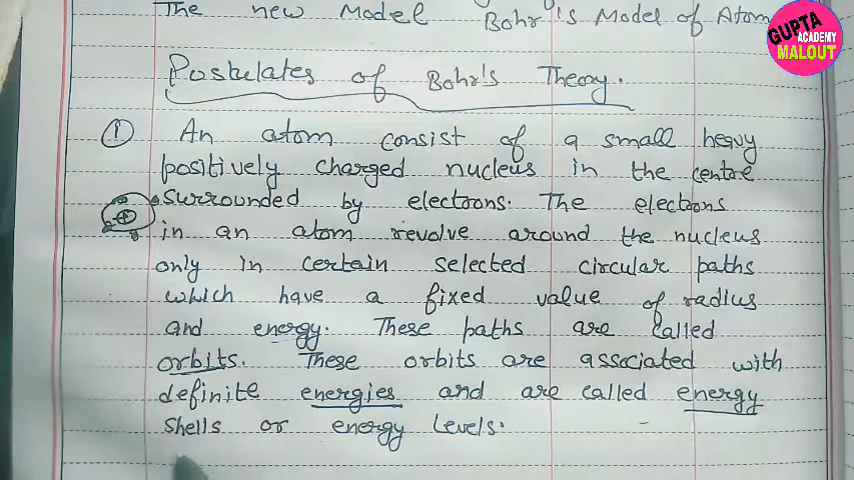 The new Model Bohr's Model of Atom
GUPTA
ACADEMY
MALOUT
Postulates of Bohr's Theory.
① An atom consist of a small heavy
positively charged nucleus in the centre
surrounded by electrons. The electrons
in an atom revolve around the nucleus
only in certain selected circular paths
which have a fixed value of radius
and energy. These paths are called
orbits. These orbits are associated with
definite energies and are called energy
shells or energy levels.